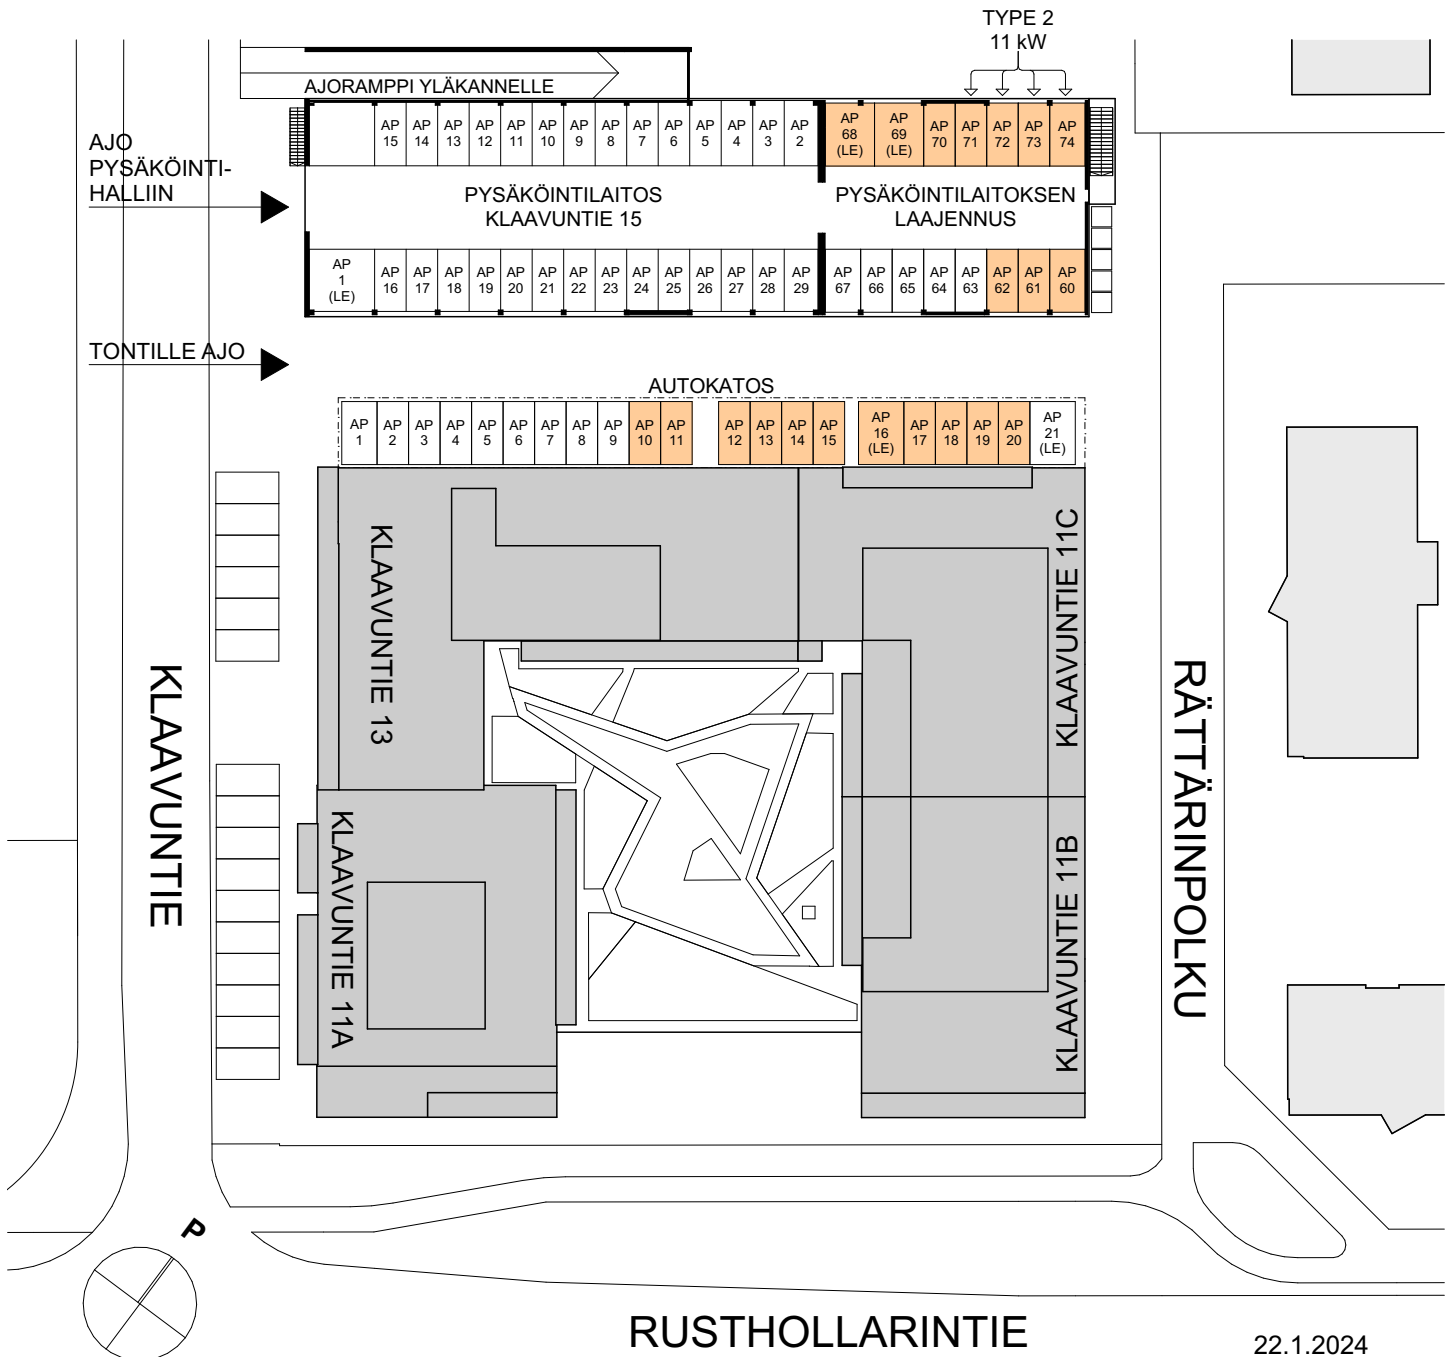 TYPE 2
11 kW
AJORAMPPI YLÄKANNELLE
AJO
PYSÄKÖINTI-
HALLIIN
AP 15
AP 14
AP 13
AP 12
AP 11
AP 10
AP 9
AP 8
AP 7
AP 6
AP 5
AP 4
AP 3
AP 2
AP 68 (LE)
AP 69 (LE)
AP 70
AP 71
AP 72
AP 73
AP 74
PYSÄKÖINTILAITOS
KLAAVUNTIE 15
PYSÄKÖINTILAITOKSEN
LAAJENNUS
AP 1 (LE)
AP 16
AP 17
AP 18
AP 19
AP 20
AP 21
AP 22
AP 23
AP 24
AP 25
AP 26
AP 27
AP 28
AP 29
AP 67
AP 66
AP 65
AP 64
AP 63
AP 62
AP 61
AP 60
TONTILLE AJO
AUTOKATOS
AP 1
AP 2
AP 3
AP 4
AP 5
AP 6
AP 7
AP 8
AP 9
AP 10
AP 11
AP 12
AP 13
AP 14
AP 15
AP 16 (LE)
AP 17
AP 18
AP 19
AP 20
AP 21 (LE)
KLAAVUNTIE 13
KLAAVUNTIE 11C
KLAAVUNTIE
RÄTTÄRINPOLKU
KLAAVUNTIE 11A
KLAAVUNTIE 11B
P
RUSTHOLLARINTIE
22.1.2024